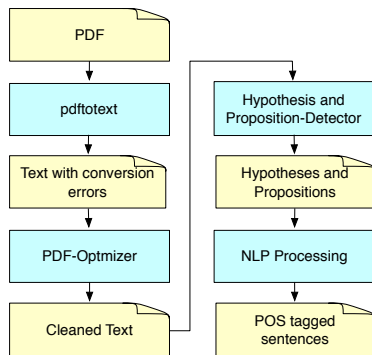 PDF
pdftotext
Text with conversion
errors
PDF-Optmizer
Cleaned Text
Hypothesis and
Proposition-Detector
Hypotheses and
Propositions
NLP Processing
POS tagged
sentences